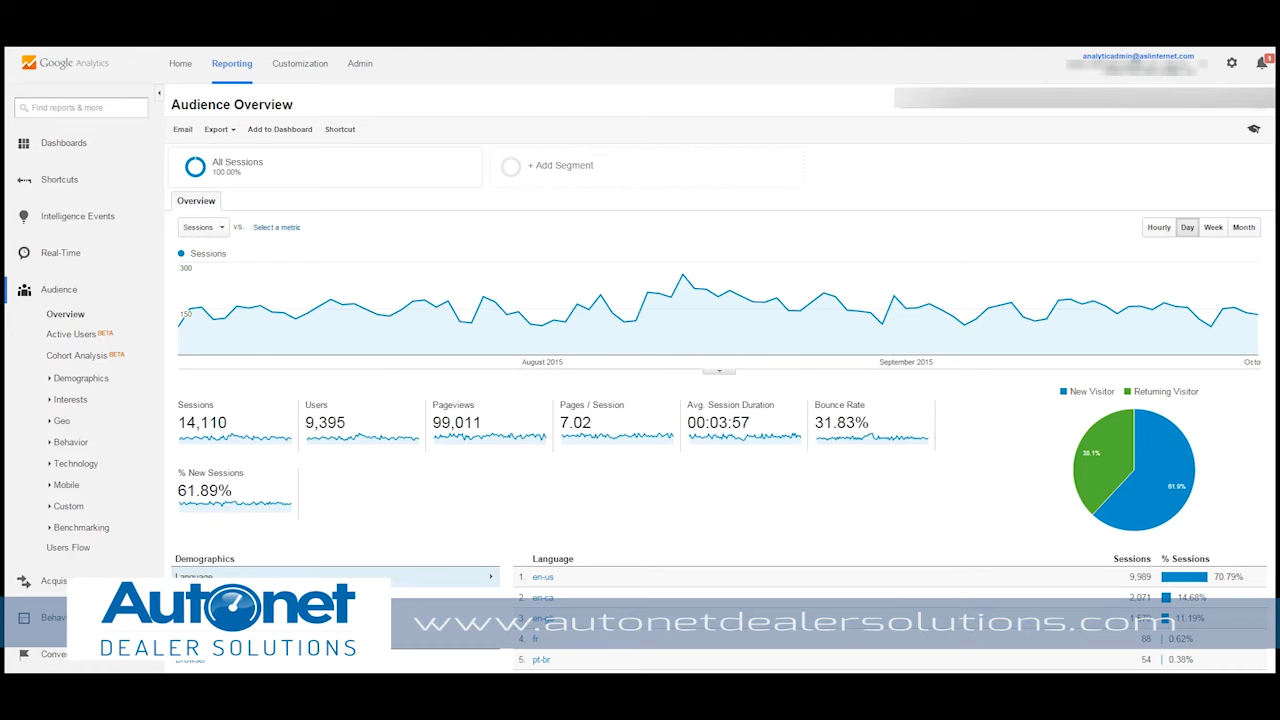 Google Analytics
Home Reporting Customization Admin
analyticadmin@aslinternet.com
1
Find reports & more
Audience Overview
Email Export Add to Dashboard Shortcut
Dashboards
All Sessions
100.00%
+ Add Segment
Shortcuts
Overview
Intelligence Events
Sessions VS. Select a metric
Hourly Day Week Month
Real-Time
Sessions
300
150
Audience
Overview
Active Users BETA
Cohort Analysis BETA
August 2015 September 2015 Octo
Demographics
Interests
Geo
Behavior
Technology
Mobile
Custom
Benchmarking
Users Flow
New Visitor Returning Visitor
Sessions Users Pageviews Pages / Session Avg. Session Duration Bounce Rate
14,110 9,395 99,011 7.02 00:03:57 31.83%
38.1%
61.9%
% New Sessions
61.89%
Demographics Language Sessions % Sessions
Language
1. en-us 9,989 70.79%
2. en-ca 2,071 14.68%
3. en-gb 11.19%
4. fr 88 0.62%
5. pt-br 54 0.38%
Autonet
DEALER SOLUTIONS
www.autonetdealersolutions.com